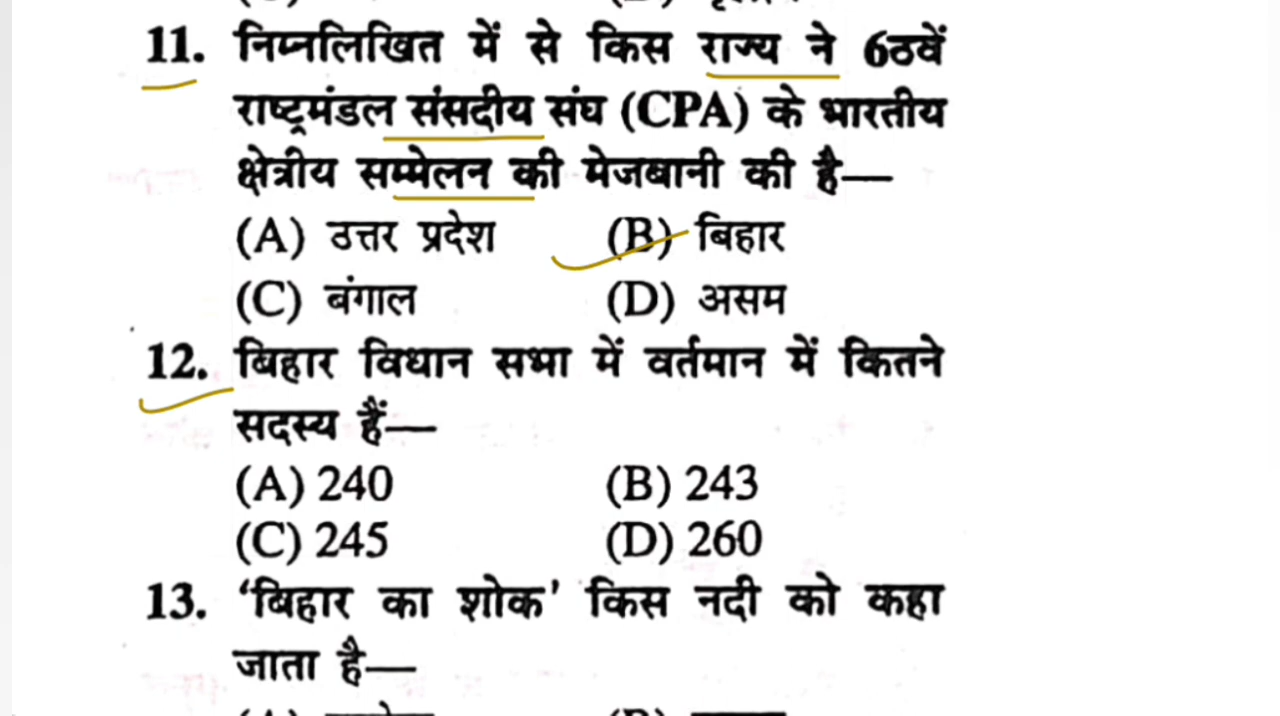 11. निम्नलिखित में से किस राज्य ने 6ठवें
राष्ट्रमंडल संसदीय संघ (CPA) के भारतीय
क्षेत्रीय सम्मेलन की मेजबानी की है—
(A) उत्तर प्रदेश (B) बिहार
(C) बंगाल (D) असम
12. बिहार विधान सभा में वर्तमान में कितने
सदस्य हैं—
(A) 240 (B) 243
(C) 245 (D) 260
13. ‘बिहार का शोक’ किस नदी को कहा
जाता है—